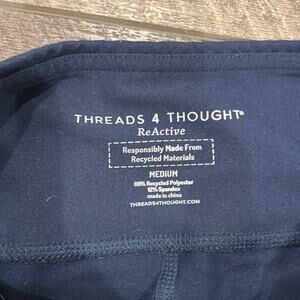 THREADS 4 THOUGHT®
ReActive
Responsibly Made From
Recycled Materials
MEDIUM
88% Recycled Polyester
12% Spandex
made in china
THREADS4THOUGHT.COM